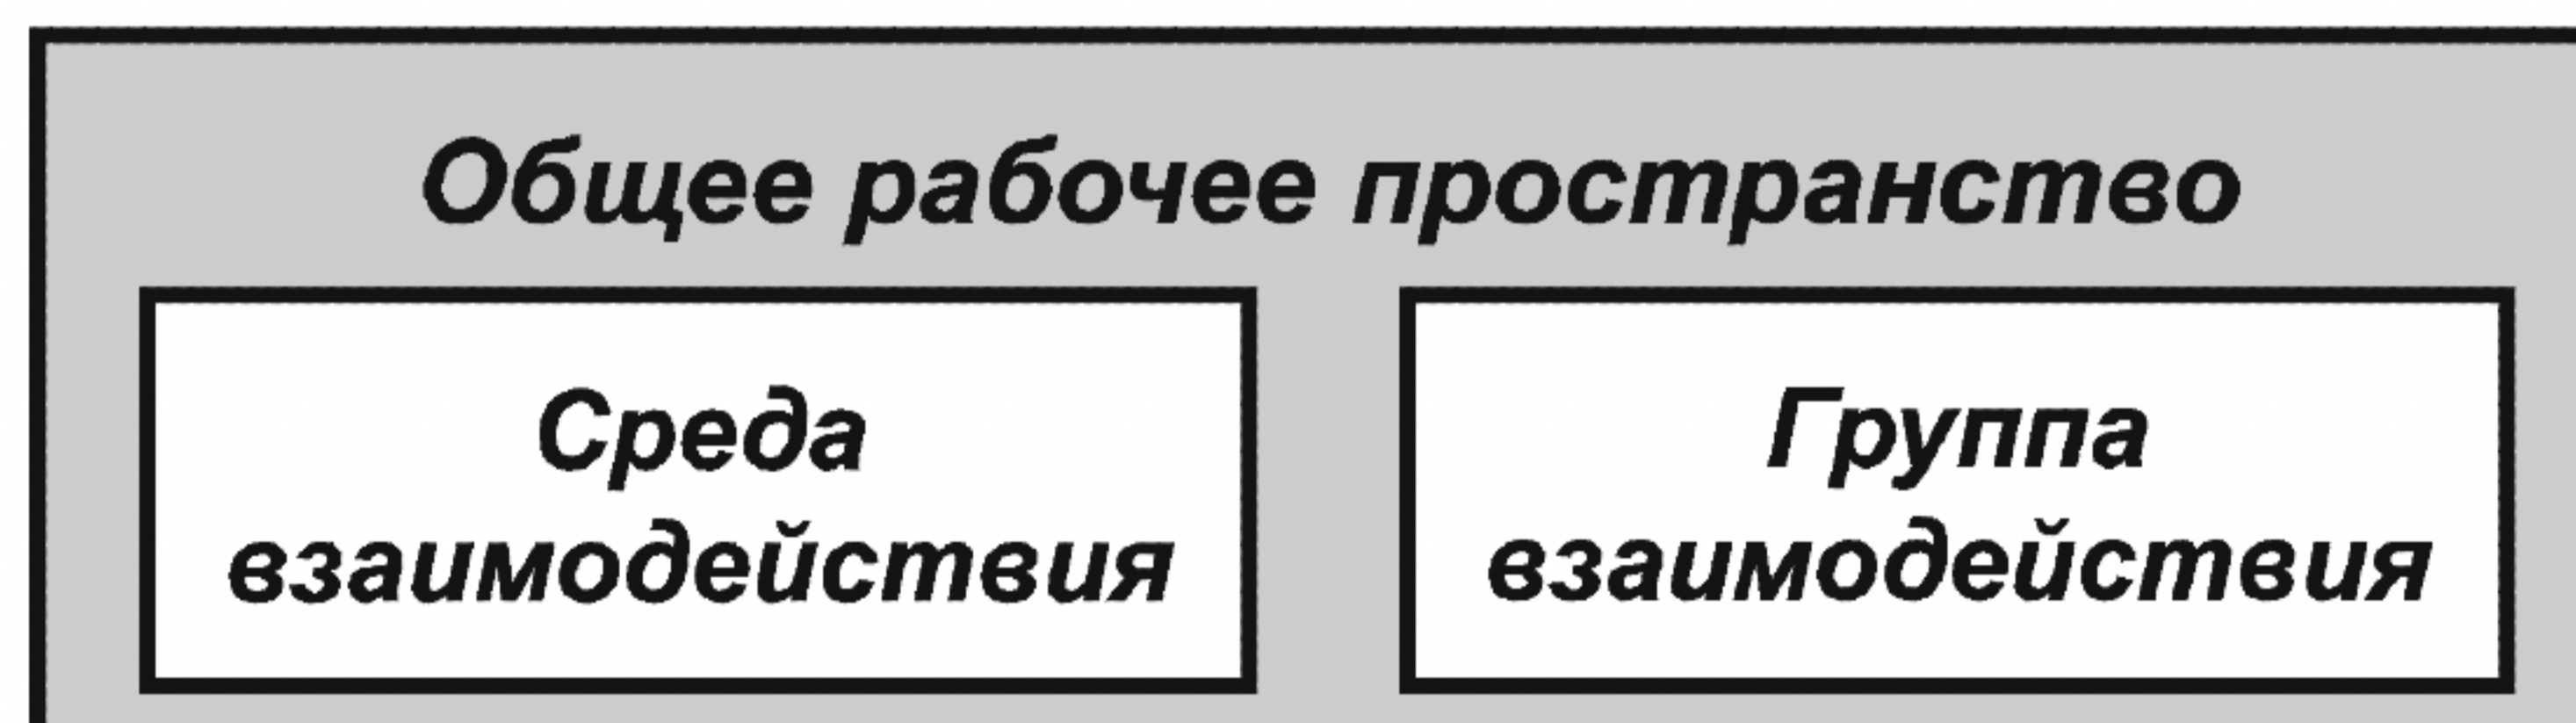 Общее рабочее пространство
Среда
взаимодействия
Группа
взаимодействия